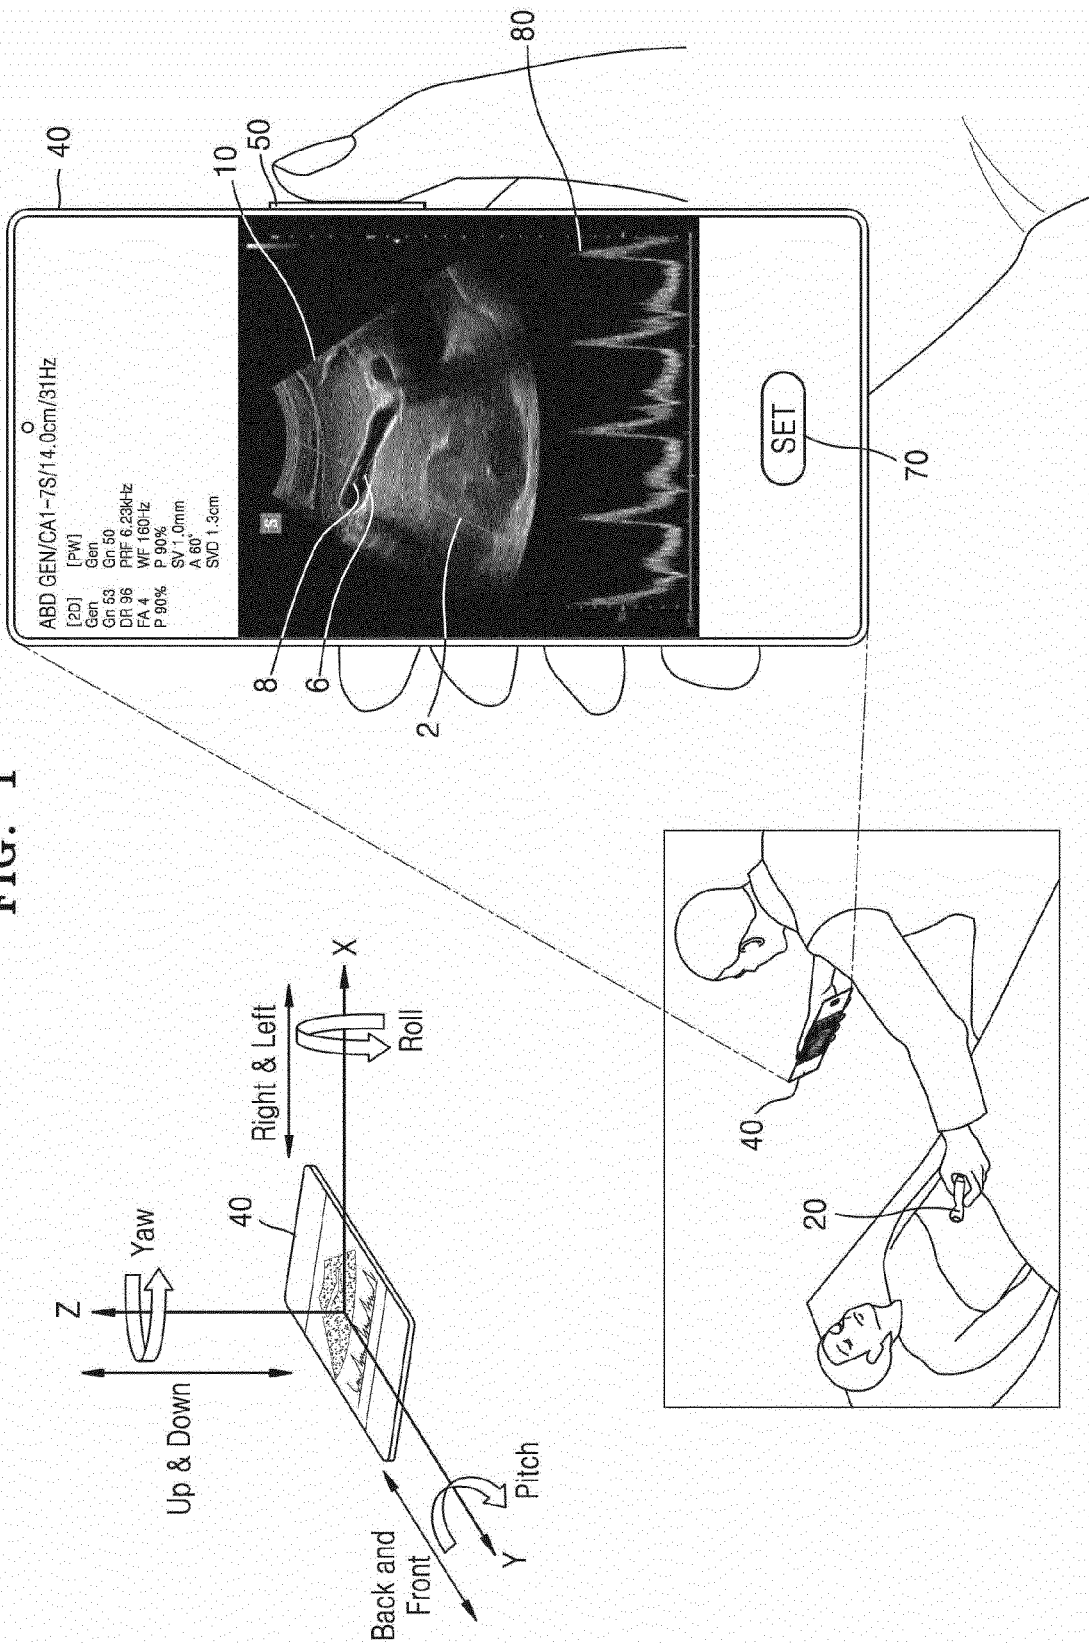 FIG. 1
Z
Yaw
Up & Down
40
Right & Left
X
Roll
Back and
Front
Y
Pitch
40
20
40
50
10
80
ABD GEN/CA1-7S/14.0cm/31Hz
[2D] [PW]
Gen Gen
Gn 53 Gn 50
DR 96 PRF 6.23kHz
FA 4 WF 160Hz
P 90% P 90%
SV 1.0mm
A 60°
SVD 1.3cm
S
8
6
2
SET
70